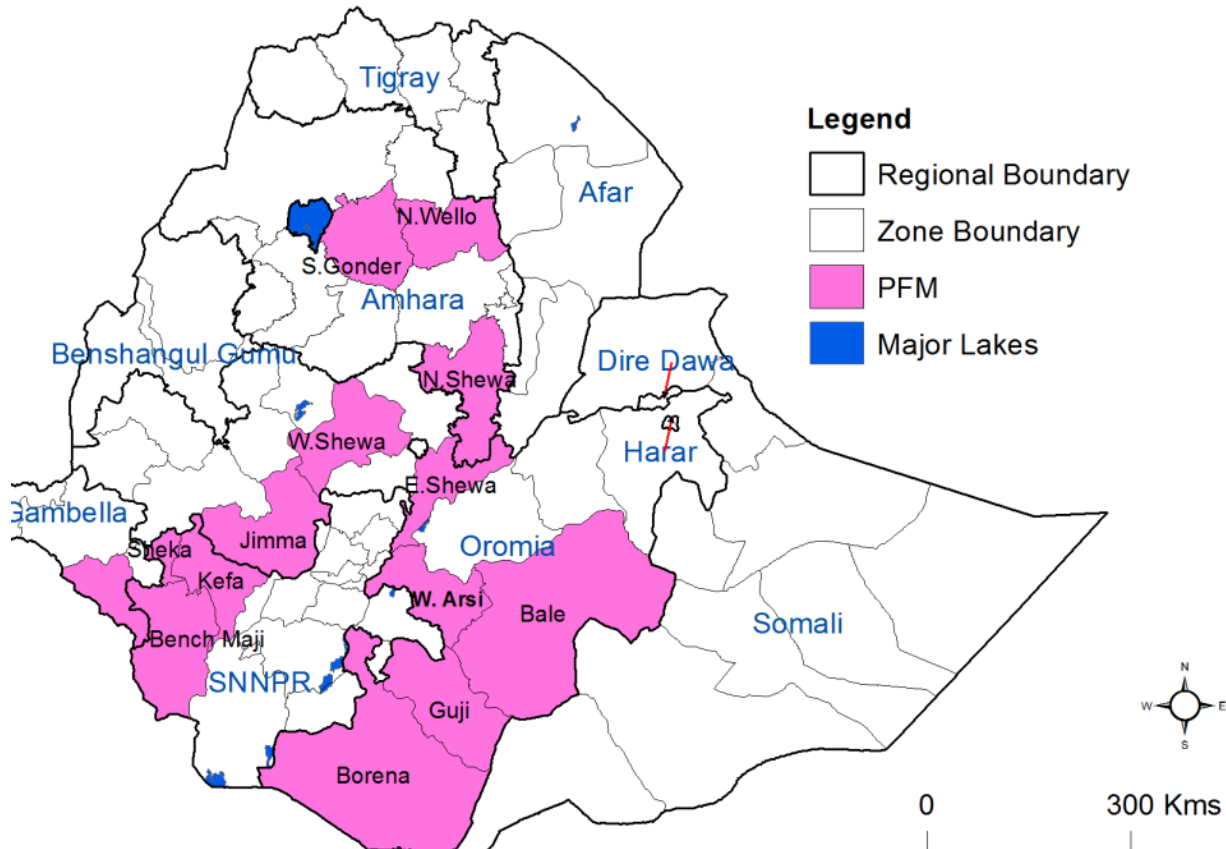 Tigray
Legend
Regional Boundary
Afar
N.Wello
Zone Boundary
S.Gonder
PFM
Amhara
Major Lakes
Benshangul Gumu
Dire Dawa
N.Shewa
W.Shewa
Harar
E.Shewa
Gambella
Jimma
Oromia
Sheka
Kefa
W. Arsi
Bale
Somali
Bench Maji
SNNPR
Guji
N
W
E
S
Borena
0 300 Kms